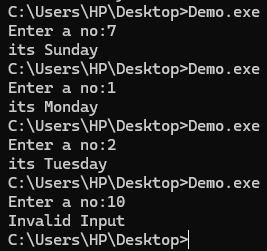 C:\Users\HP\Desktop>Demo.exe
Enter a no:7
its Sunday
C:\Users\HP\Desktop>Demo.exe
Enter a no:1
its Monday
C:\Users\HP\Desktop>Demo.exe
Enter a no:2
its Tuesday
C:\Users\HP\Desktop>Demo.exe
Enter a no:10
Invalid Input
C:\Users\HP\Desktop>